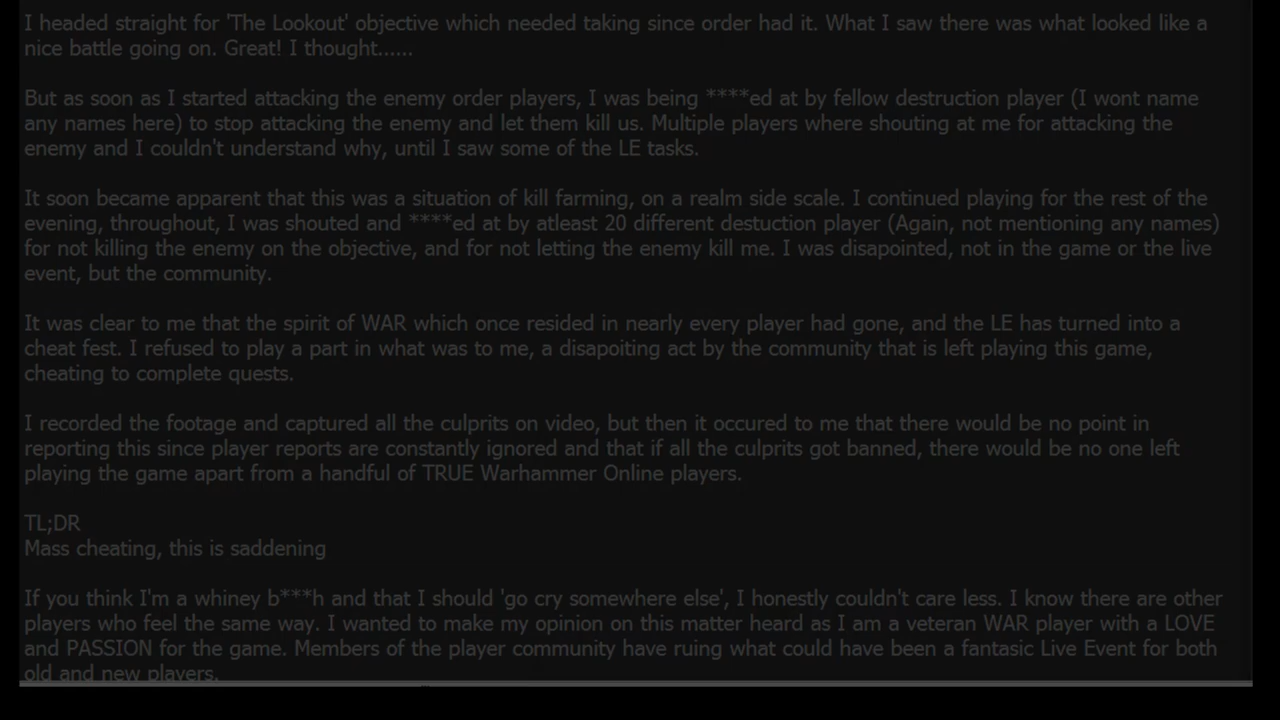 I headed straight for 'The Lookout' objective which needed taking since order had it. What I saw there was what looked like a
nice battle going on. Great! I thought......
But as soon as I started attacking the enemy order players, I was being ****ed at by fellow destruction player (I wont name
any names here) to stop attacking the enemy and let them kill us. Multiple players where shouting at me for attacking the
enemy and I couldn't understand why, until I saw some of the LE tasks.
It soon became apparent that this was a situation of kill farming, on a realm side scale. I continued playing for the rest of the
evening, throughout, I was shouted and ****ed at by atleast 20 different destuction player (Again, not mentioning any names)
for not killing the enemy on the objective, and for not letting the enemy kill me. I was disapointed, not in the game or the live
event, but the community.
It was clear to me that the spirit of WAR which once resided in nearly every player had gone, and the LE has turned into a
cheat fest. I refused to play a part in what was to me, a disapoiting act by the community that is left playing this game,
cheating to complete quests.
I recorded the footage and captured all the culprits on video, but then it occured to me that there would be no point in
reporting this since player reports are constantly ignored and that if all the culprits got banned, there would be no one left
playing the game apart from a handful of TRUE Warhammer Online players.
TL;DR
Mass cheating, this is saddening
If you think I'm a whiney b***h and that I should 'go cry somewhere else', I honestly couldn't care less. I know there are other
players who feel the same way. I wanted to make my opinion on this matter heard as I am a veteran WAR player with a LOVE
and PASSION for the game. Members of the player community have ruing what could have been a fantasic Live Event for both
old and new players.